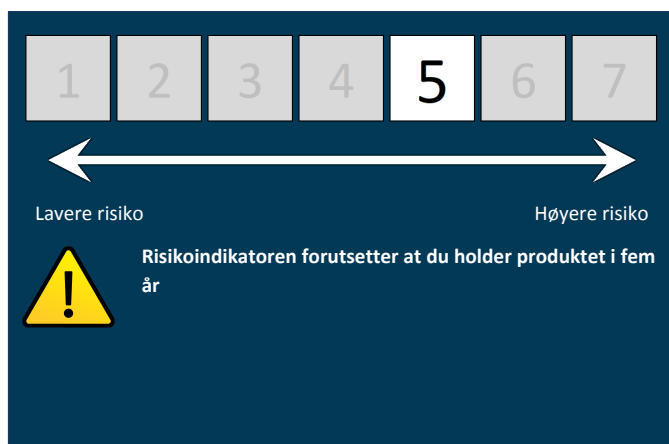 1 2 3 4 5 6 7
Lavere risiko Høyere risiko
Risikoindikatoren forutsetter at du holder produktet i fem
år